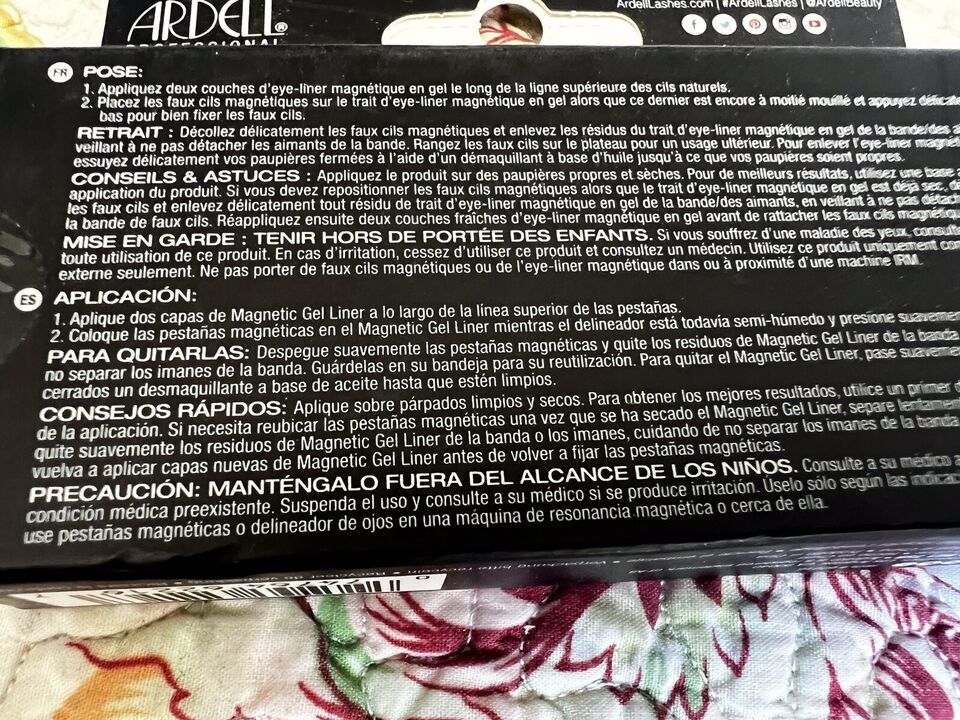 ARDELL®
PROFESSIONAL
ArdellLashes.com | #ArdellLashes | @ArdellBeauty
FR POSE:
1. Appliquez deux couches d'eye-liner magnétique en gel le long de la ligne supérieure des cils naturels.
2. Placez les faux cils magnétiques sur le trait d'eye-liner magnétique en gel alors que ce dernier est encore à moitié mouillé et appuyez
bas pour bien fixer les faux cils.
RETRAIT : Décollez délicatement les faux cils magnétiques et enlevez les résidus du trait d'eye-liner magnétique en gel de la bande/des
veillant à ne pas détacher les aimants de la bande. Rangez les faux cils sur le plateau pour un usage ultérieur. Pour enlever l'eye-liner
essuyez délicatement vos paupières fermées à l'aide d'un démaquillant à base d'huile jusqu'à ce que vos paupières soient propres.
CONSEILS & ASTUCES : Appliquez le produit sur des paupières propres et sèches. Pour de meilleurs résultats, utilisez une base
application du produit. Si vous devez repositionner les faux cils magnétiques alors que le trait d'eye-liner magnétique en gel est déjà sec,
les faux cils et enlevez délicatement tout résidu de trait d'eye-liner magnétique en gel de la bande/des aimants, en veillant à ne pas
la bande de faux cils. Réappliquez ensuite deux couches fraîches d'eye-liner magnétique en gel avant de rattacher les faux cils
MISE EN GARDE : TENIR HORS DE PORTÉE DES ENFANTS. Si vous souffrez d'une maladie des yeux,
toute utilisation de ce produit. En cas d'irritation, cessez d'utiliser ce produit et consultez un médecin. Utilisez ce produit uniquement
externe seulement. Ne pas porter de faux cils magnétiques ou de l'eye-liner magnétique dans ou à proximité d'une machine IRM.
ES APLICACIÓN:
1. Aplique dos capas de Magnetic Gel Liner a lo largo de la línea superior de las pestañas.
2. Coloque las pestañas magnéticas en el Magnetic Gel Liner mientras el delineador está todavía semi-húmedo y presione
PARA QUITARLAS: Despegue suavemente las pestañas magnéticas y quite los residuos de Magnetic Gel Liner de la banda
no separar los imanes de la banda. Guárdelas en su bandeja para su reutilización. Para quitar el Magnetic Gel Liner, pase
cerrados un desmaquillante a base de aceite hasta que estén limpios.
CONSEJOS RÁPIDOS: Aplique sobre párpados limpios y secos. Para obtener los mejores resultados, utilice un primer
de la aplicación. Si necesita reubicar las pestañas magnéticas una vez que se ha secado el Magnetic Gel Liner, separe lentamente
quite suavemente los residuos de Magnetic Gel Liner de la banda o los imanes, cuidando de no separar los imanes de la banda
vuelva a aplicar capas nuevas de Magnetic Gel Liner antes de volver a fijar las pestañas magnéticas.
PRECAUCIÓN: MANTÉNGALO FUERA DEL ALCANCE DE LOS NIÑOS. Consulte a su médico
condición médica preexistente. Suspenda el uso y consulte a su médico si se produce irritación. Úselo sólo según las
use pestañas magnéticas o delineador de ojos en una máquina de resonancia magnética o cerca de ella.